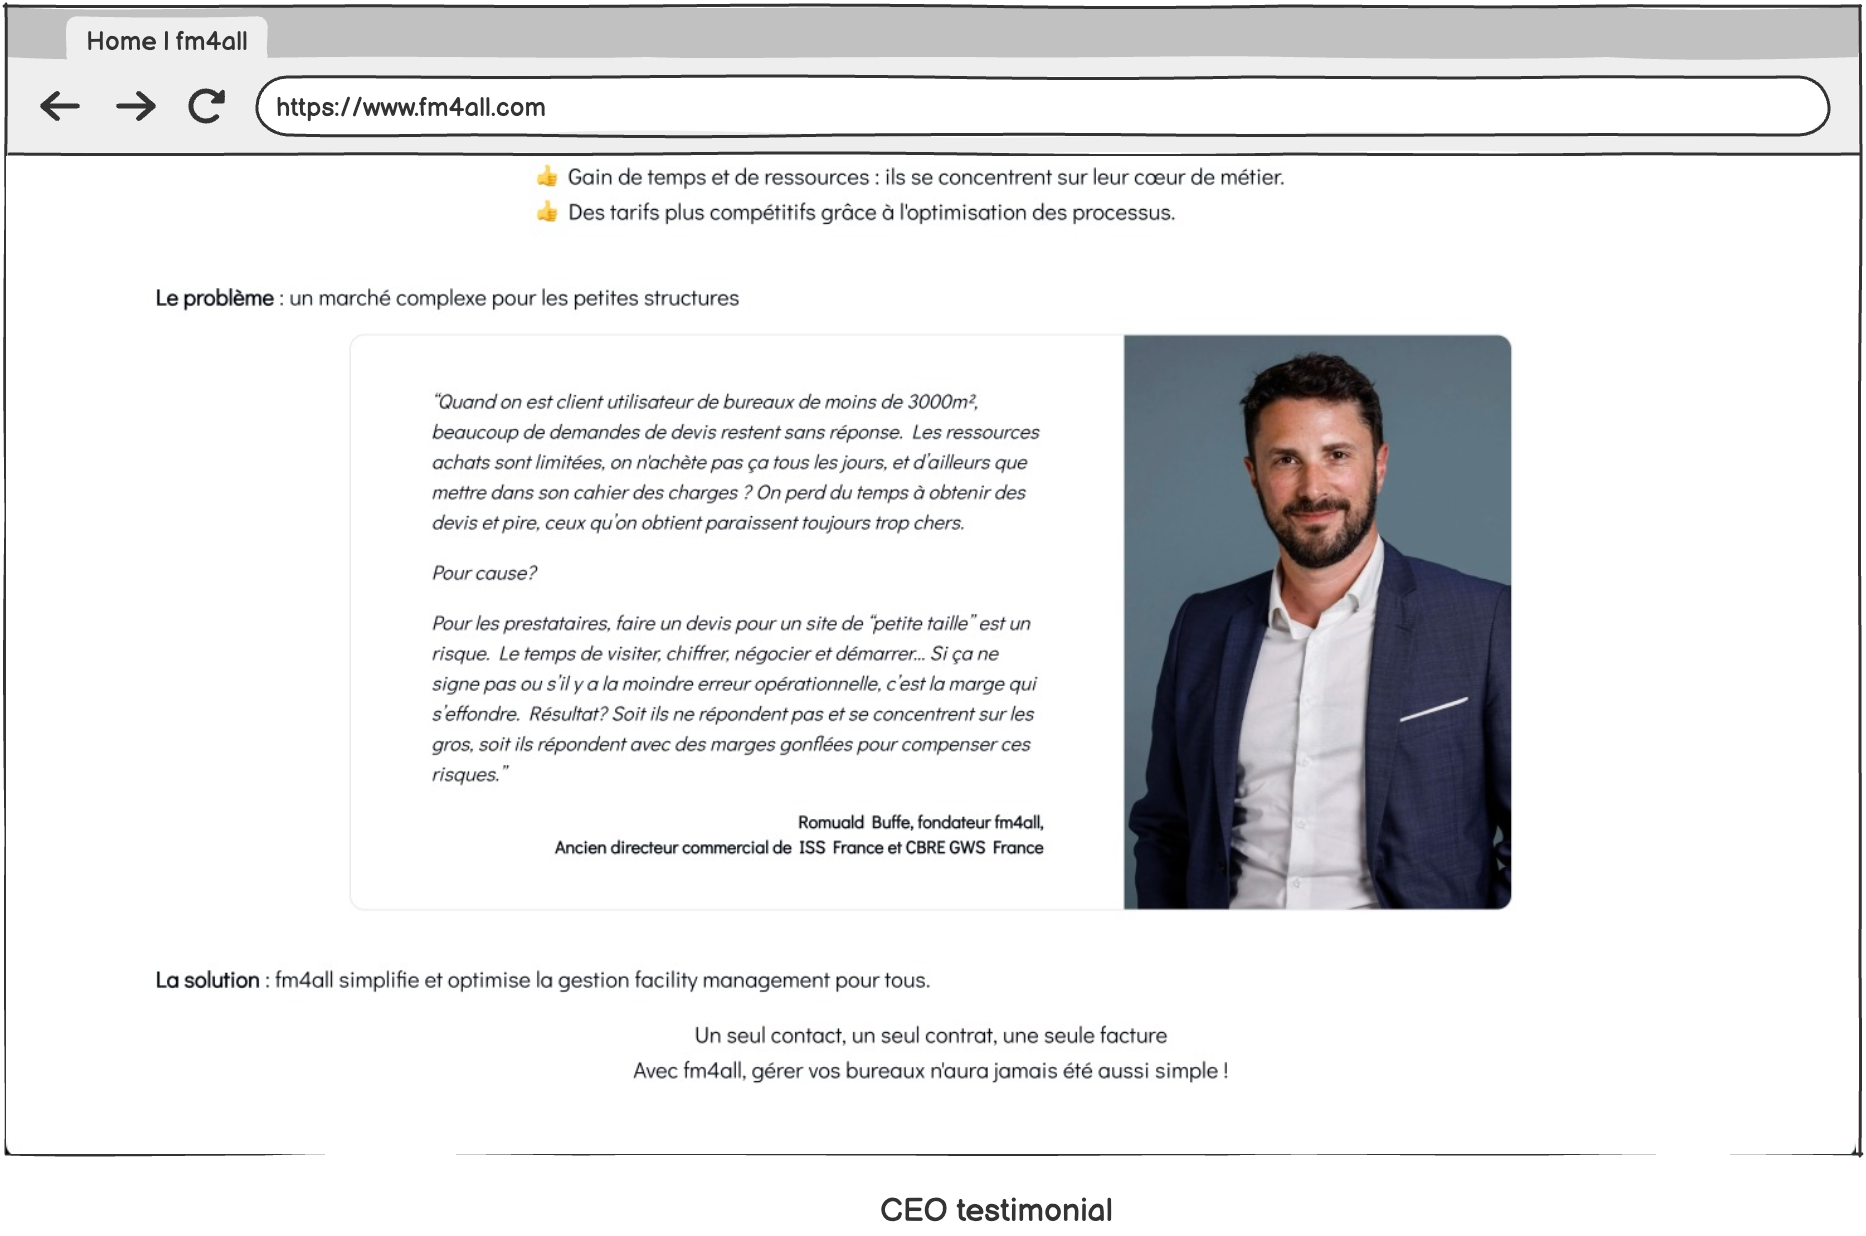 Home | fm4all
https://www.fm4all.com
👍 Gain de temps et de ressources : ils se concentrent sur leur cœur de métier.
👍 Des tarifs plus compétitifs grâce à l'optimisation des processus.
Le problème : un marché complexe pour les petites structures
“Quand on est client utilisateur de bureaux de moins de 3000m²,
beaucoup de demandes de devis restent sans réponse. Les ressources
achats sont limitées, on n'achète pas ça tous les jours, et d’ailleurs que
mettre dans son cahier des charges ? On perd du temps à obtenir des
devis et pire, ceux qu’on obtient paraissent toujours trop chers.
Pour cause?
Pour les prestataires, faire un devis pour un site de “petite taille” est un
risque. Le temps de visiter, chiffrer, négocier et démarrer... Si ça ne
signe pas ou s’il y a la moindre erreur opérationnelle, c’est la marge qui
s’effondre. Résultat? Soit ils ne répondent pas et se concentrent sur les
gros, soit ils répondent avec des marges gonflées pour compenser ces
risques.”
Romuald Buffe, fondateur fm4all,
Ancien directeur commercial de ISS France et CBRE GWS France
La solution : fm4all simplifie et optimise la gestion facility management pour tous.
Un seul contact, un seul contrat, une seule facture
Avec fm4all, gérer vos bureaux n'aura jamais été aussi simple !
CEO testimonial